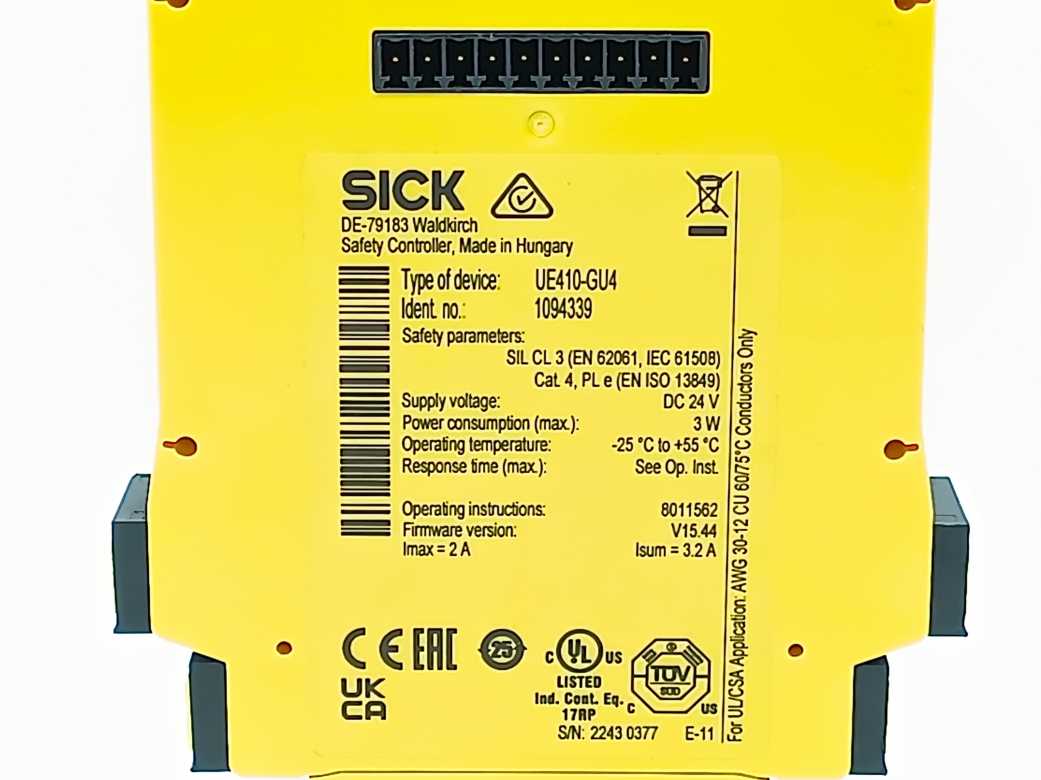 SICK
DE-79183 Waldkirch
Safety Controller, Made in Hungary
Type of device: UE410-GU4
Ident. no.: 1094339
Safety parameters:
SIL CL 3 (EN 62061, IEC 61508)
Cat. 4, PL e (EN ISO 13849)
Supply voltage: DC 24 V
Power consumption (max.): 3 W
Operating temperature: -25 °C to +55 °C
Response time (max.): See Op. Inst.
Operating instructions: 8011562
Firmware version: V15.44
Imax = 2 A Isum = 3.2 A
CE EAC 25 C UL US
LISTED
Ind. Cont. Eq.
17RP
UK
CA
TÜV
SÜD
C US
S/N: 2243 0377 E-11
For UL/CSA Application: AWG 30-12 CU 60/75°C Conductors Only